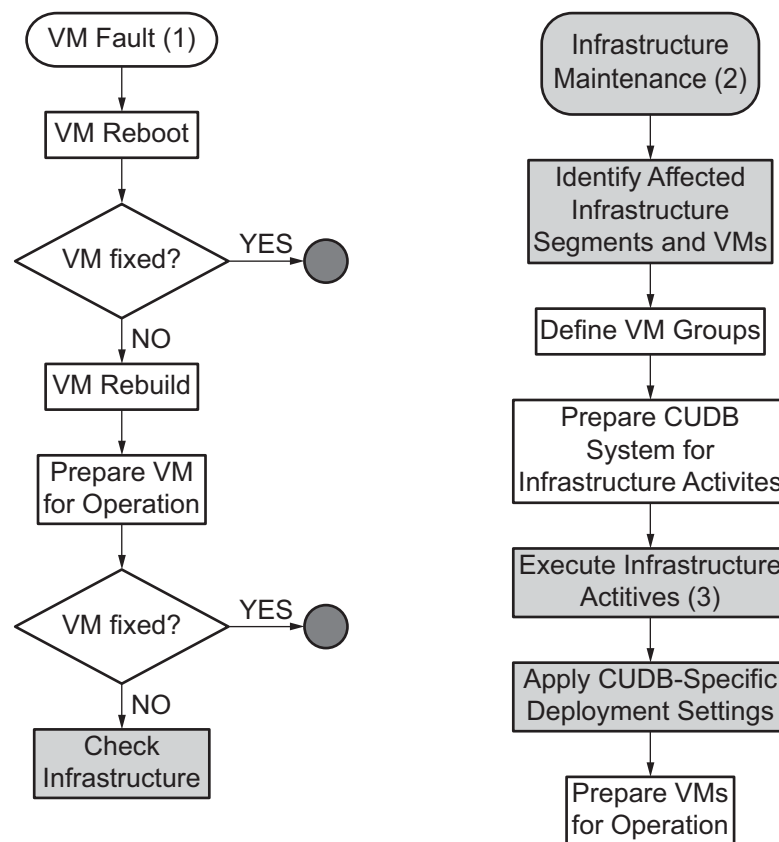 VM Fault (1)
VM Reboot
VM fixed?
YES
NO
VM Rebuild
Prepare VM
for Operation
VM fixed?
YES
NO
Check
Infrastructure
Infrastructure
Maintenance (2)
Identify Affected
Infrastructure
Segments and VMs
Define VM Groups
Prepare CUDB
System for
Infrastructure Activites
Execute Infrastructure
Actitives (3)
Apply CUDB-Specific
Deployment Settings
Prepare VMs
for Operation